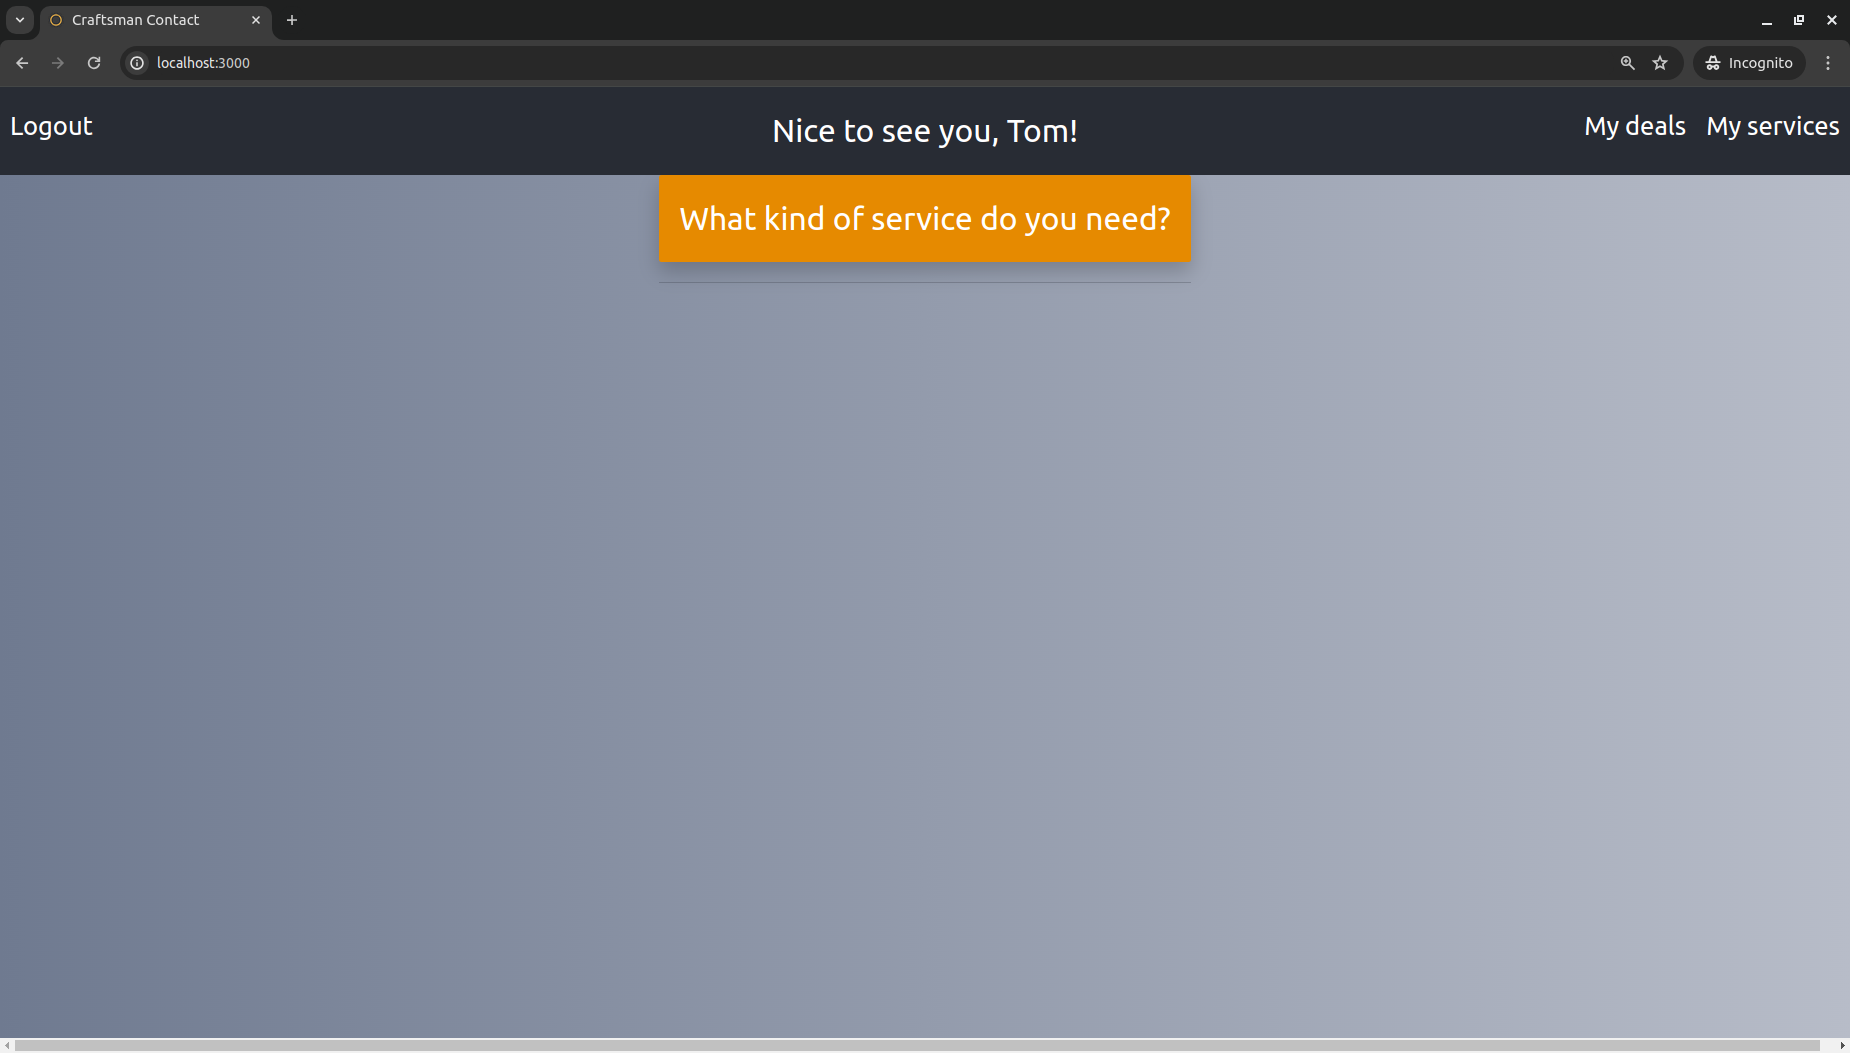 Craftsman Contact
localhost:3000
Incognito
Logout
Nice to see you, Tom!
My deals
My services
What kind of service do you need?